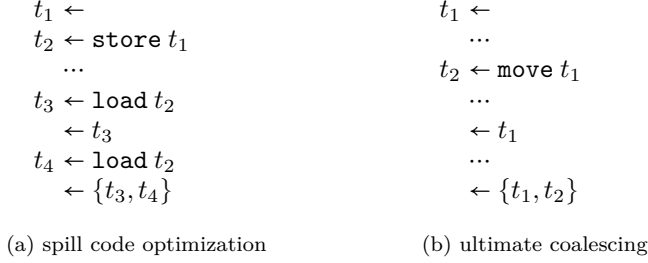 t₁ ←
t₂ ← store t₁
...
t₃ ← load t₂
← t₃
t₄ ← load t₂
← {t₃, t₄}
(a) spill code optimization
t₁ ←
...
t₂ ← move t₁
...
← t₁
...
← {t₁, t₂}
(b) ultimate coalescing